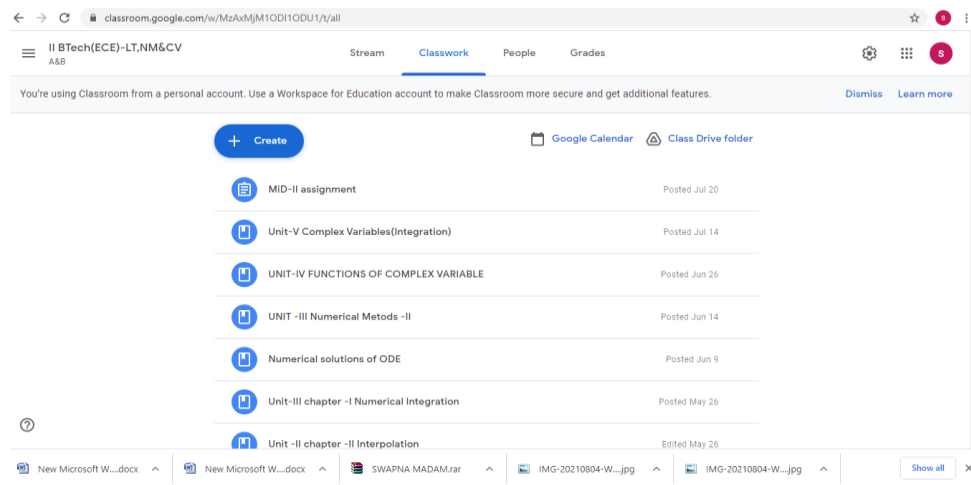 classroom.google.com/w/MzAxMjM1ODI1ODU1/t/all
S
II BTech(ECE)-LT,NM&CV
A&B
Stream Classwork People Grades
S
You're using Classroom from a personal account. Use a Workspace for Education account to make Classroom more secure and get additional features. Dismiss Learn more
+ Create Google Calendar Class Drive folder
MiD-II assignment Posted Jul 20
Unit-V Complex Variables(Integration) Posted Jul 14
UNIT-IV FUNCTIONS OF COMPLEX VARIABLE Posted Jun 26
UNIT -III Numerical Metods -II Posted Jun 14
Numerical solutions of ODE Posted Jun 9
Unit-III chapter -I Numerical Integration Posted May 26
Unit -II chapter -II Interpolation Edited May 26
New Microsoft W....docx New Microsoft W....docx SWAPNA MADAM.rar IMG-20210804-W....jpg IMG-20210804-W....jpg Show all